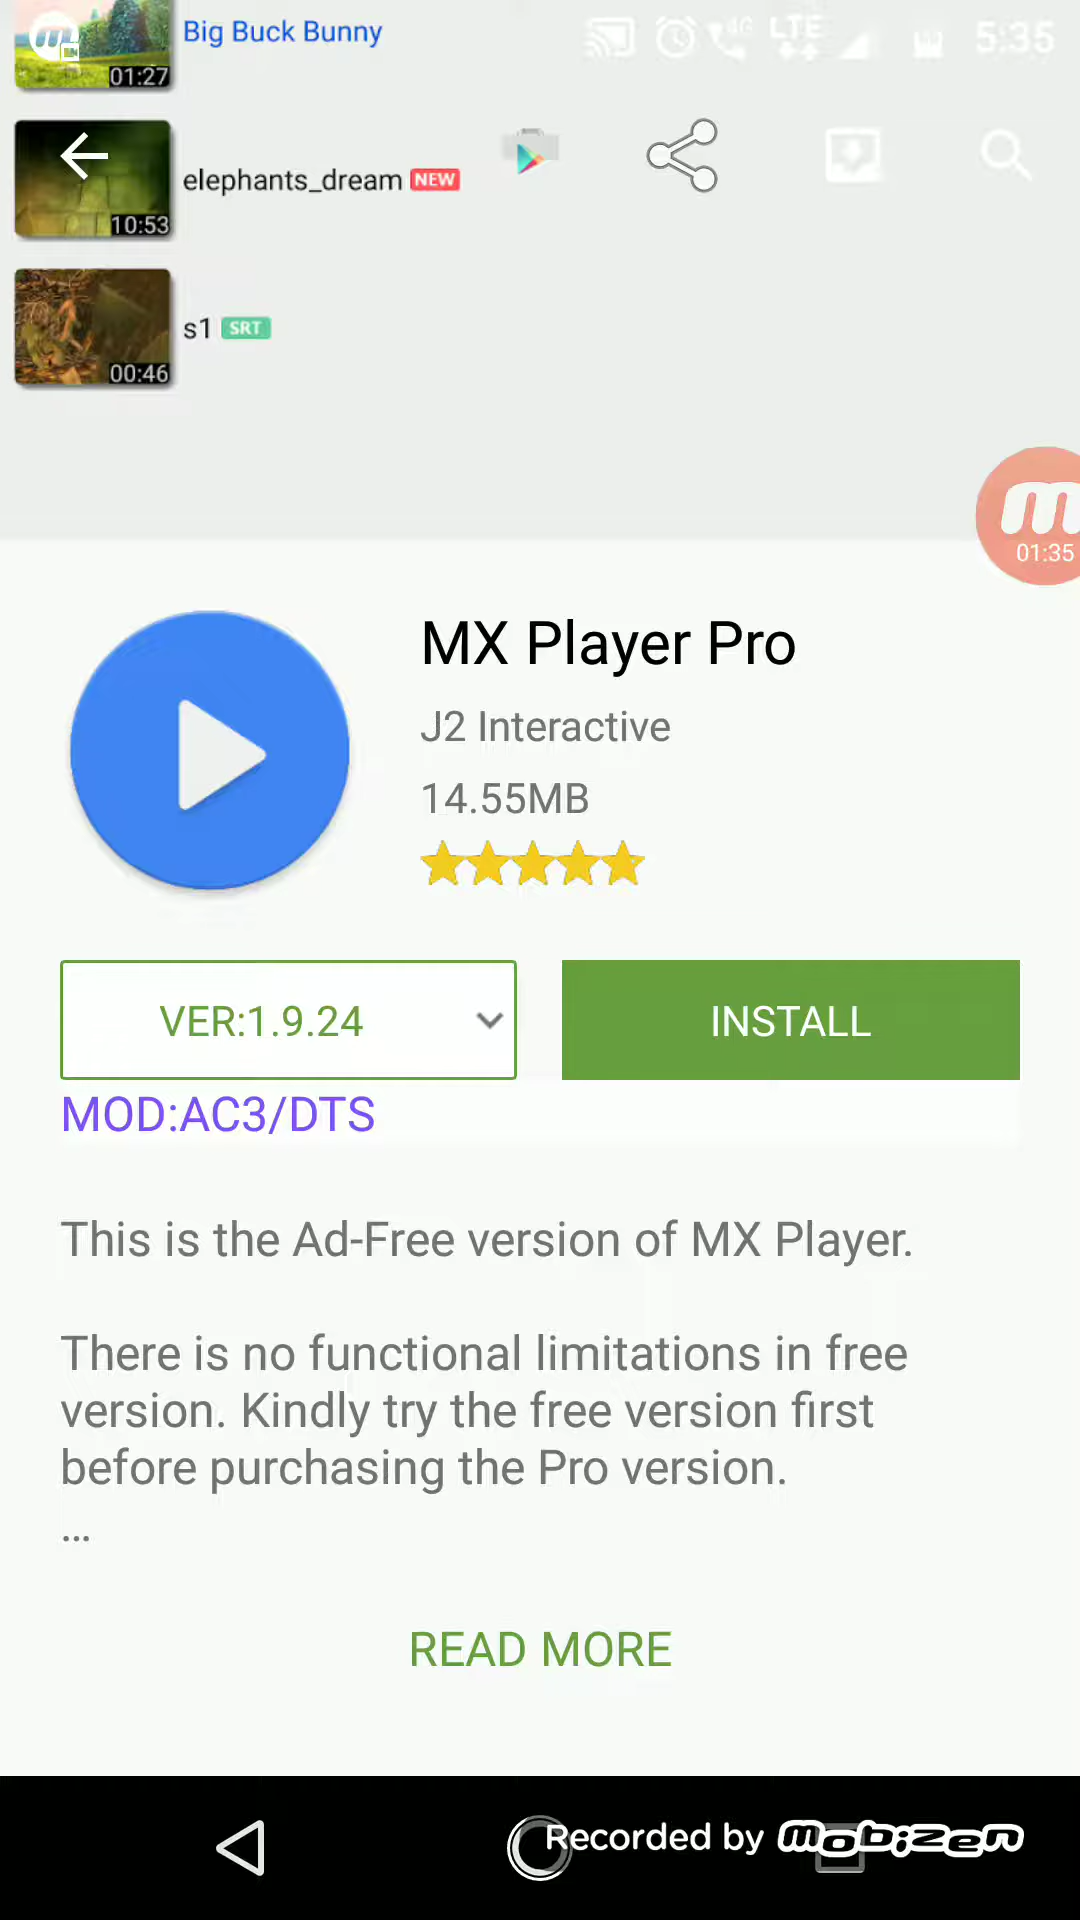 Big Buck Bunny
4G
LTE
5:35
01:27
elephants_dream NEW
10:53
s1 SRT
00:46
m
01:35
MX Player Pro
J2 Interactive
14.55MB
VER:1.9.24
INSTALL
MOD:AC3/DTS
This is the Ad-Free version of MX Player.
There is no functional limitations in free
version. Kindly try the free version first
before purchasing the Pro version.
...
READ MORE
Recorded by mobizen